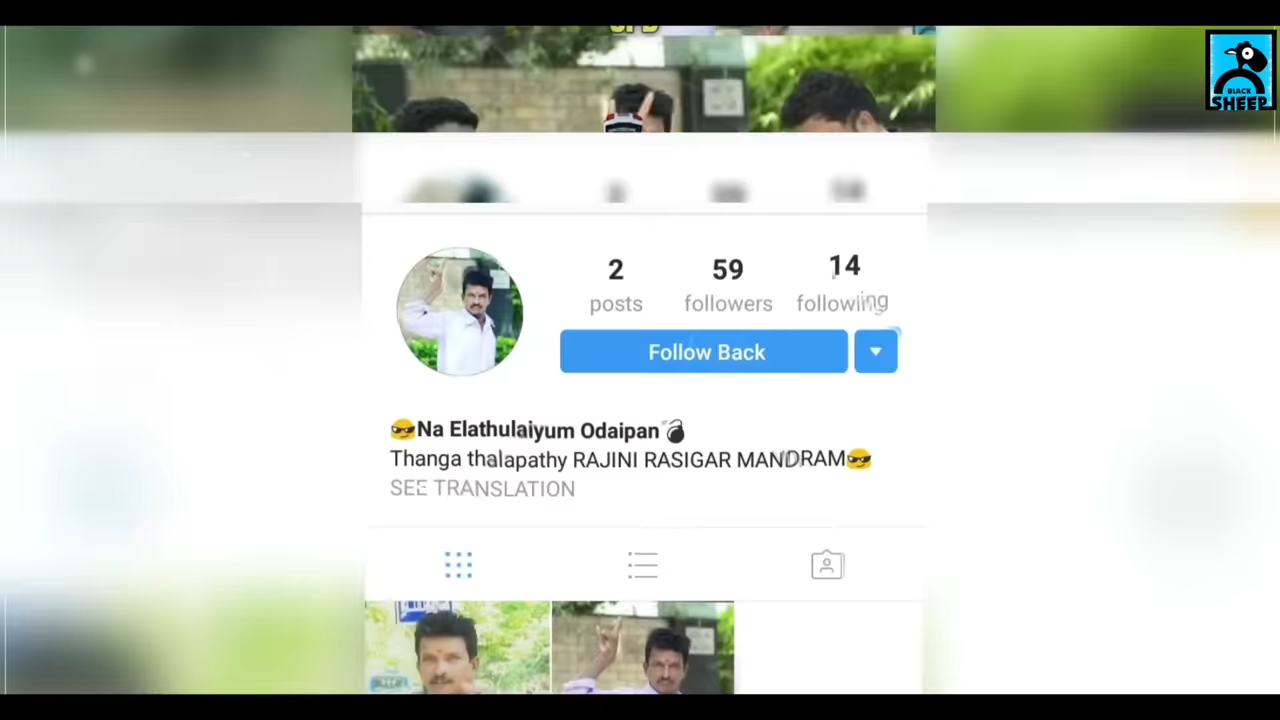 BLACK
SHEEP
2 59 14
posts followers following
Follow Back
😎Na Elathulaiyum Odaipan💣
Thanga thalapathy RAJINI RASIGAR MANDRAM😎
SEE TRANSLATION